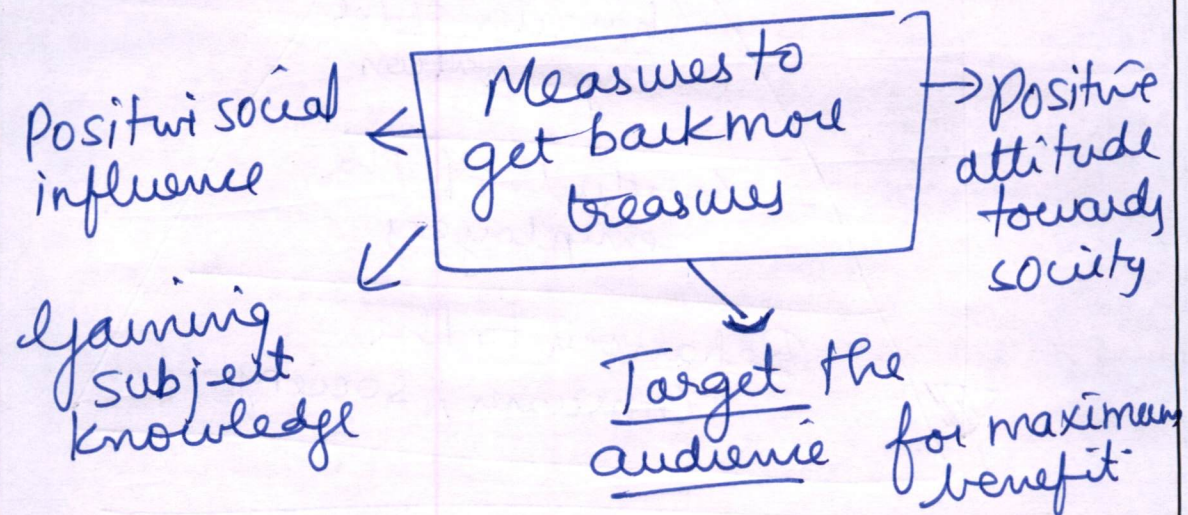 Measures to
get back more
treasures
Positive social
influence
Gaining
subject
knowledge
Target the
audience for maximum
benefit
Positive
attitude
towards
society